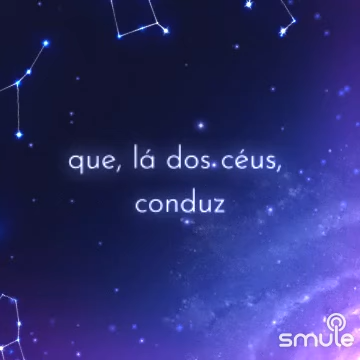 que, lá dos céus,
conduz
smule